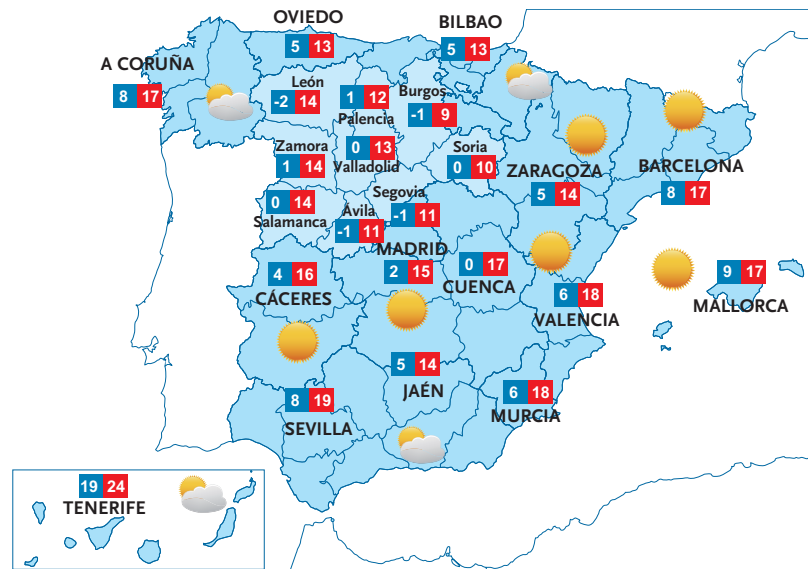 OVIEDO
5 13
BILBAO
5 13
A CORUÑA
8 17
León
-2 14
1 12
Palencia
Burgos
-1 9
Zamora
1 14
0 13
Valladolid
Soria
0 10
ZARAGOZA
5 14
BARCELONA
8 17
0 14
Salamanca
Ávila
-1 11
Segovia
-1 11
MADRID
2 15
0 17
CUENCA
4 16
CÁCERES
6 18
VALENCIA
9 17
MALLORCA
5 14
JAÉN
8 19
SEVILLA
6 18
MURCIA
19 24
TENERIFE